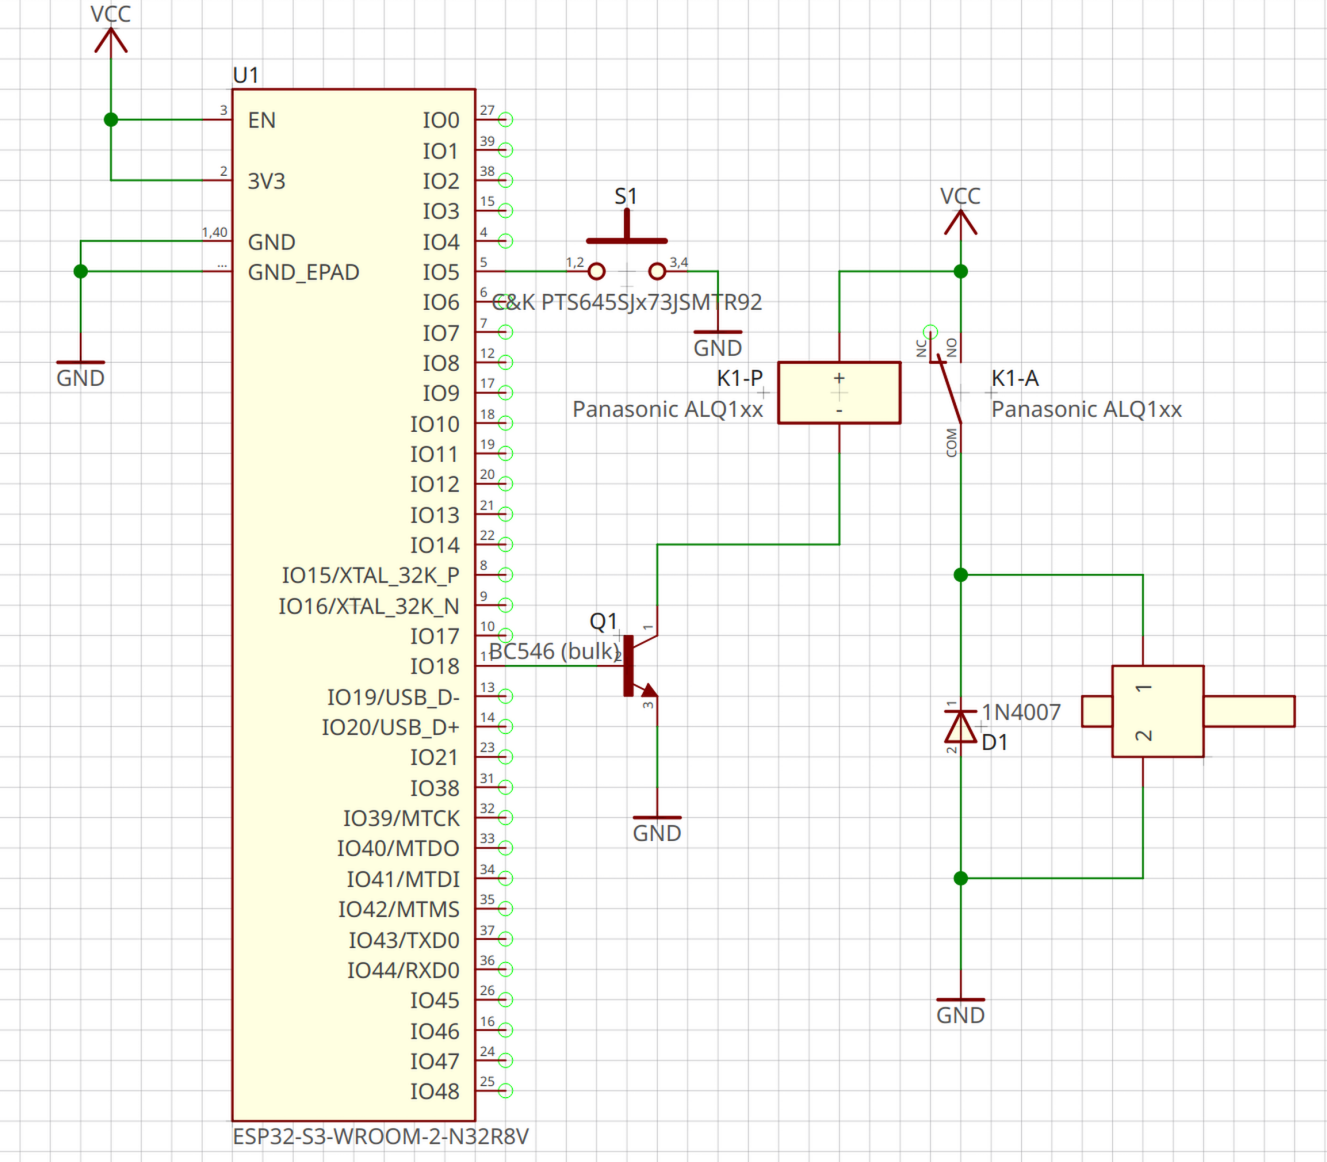 VCC
U1
3 EN
2 3V3
1,40 GND
... GND_EPAD
GND
IO0 27
IO1 39
IO2 38
IO3 15
IO4 4
IO5 5
IO6 6
IO7 7
IO8 12
IO9 17
IO10 18
IO11 19
IO12 20
IO13 21
IO14 22
IO15/XTAL_32K_P 8
IO16/XTAL_32K_N 9
IO17 10
IO18 11
IO19/USB_D- 13
IO20/USB_D+ 14
IO21 23
IO38 31
IO39/MTCK 32
IO40/MTDO 33
IO41/MTDI 34
IO42/MTMS 35
IO43/TXD0 37
IO44/RXD0 36
IO45 26
IO46 16
IO47 24
IO48 25
ESP32-S3-WROOM-2-N32R8V
S1
1,2 3,4
C&K PTS645SJx73JSMTR92
GND
VCC
K1-P
Panasonic ALQ1xx
+
-
NC NO
COM
K1-A
Panasonic ALQ1xx
Q1
BC546 (bulk)
1
2
3
GND
1
1N4007
D1
2
1
2
GND